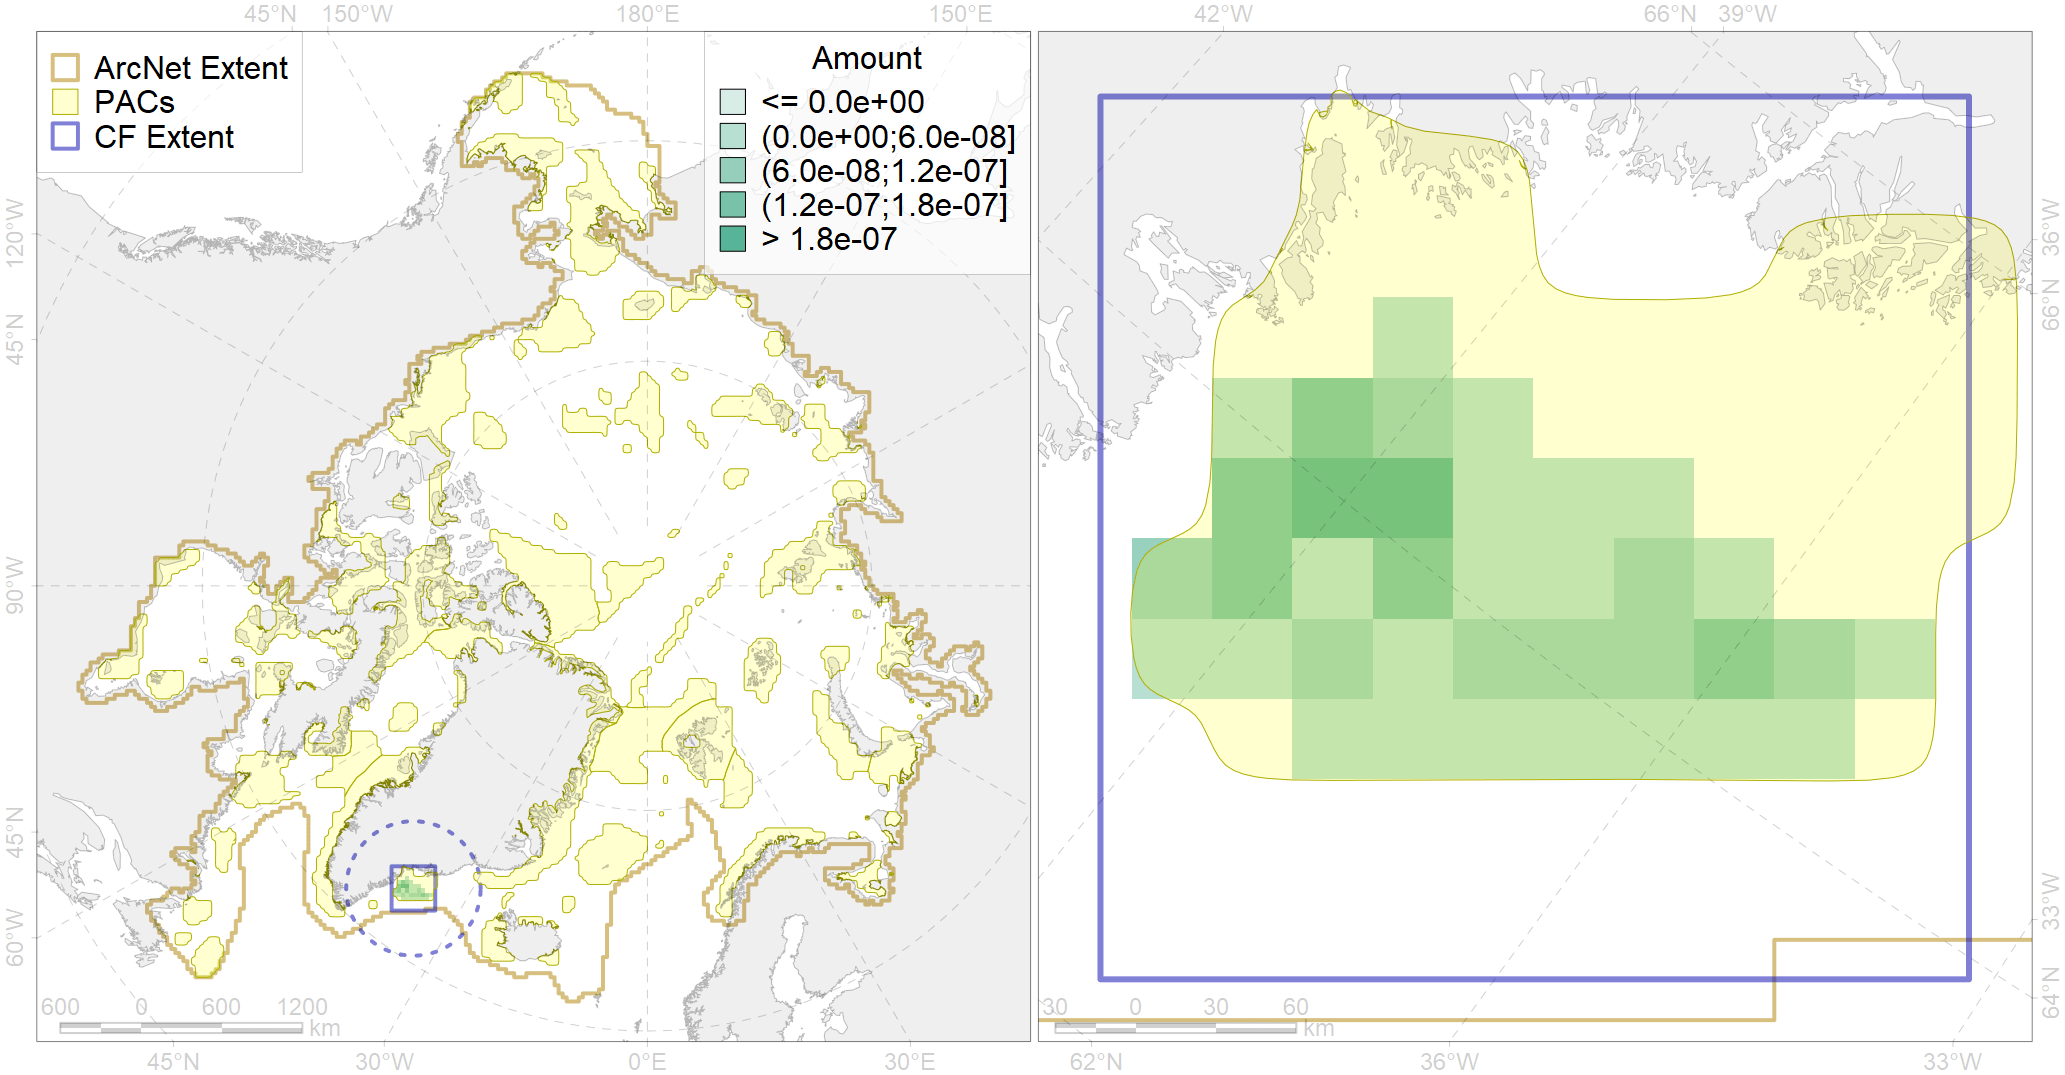 45°N 150°W 180°E 150°E 42°W 66°N 39°W
ArcNet Extent
PACs
CF Extent
Amount
<= 0.0e+00
(0.0e+00;6.0e-08]
(6.0e-08;1.2e-07]
(1.2e-07;1.8e-07]
> 1.8e-07
120°W
45°N
90°W
45°N
60°W
36°W
66°N
33°W
64°N
600 0 600 1200
km
30 0 30 60
km
45°N 30°W 0°E 30°E 62°N 36°W 33°W